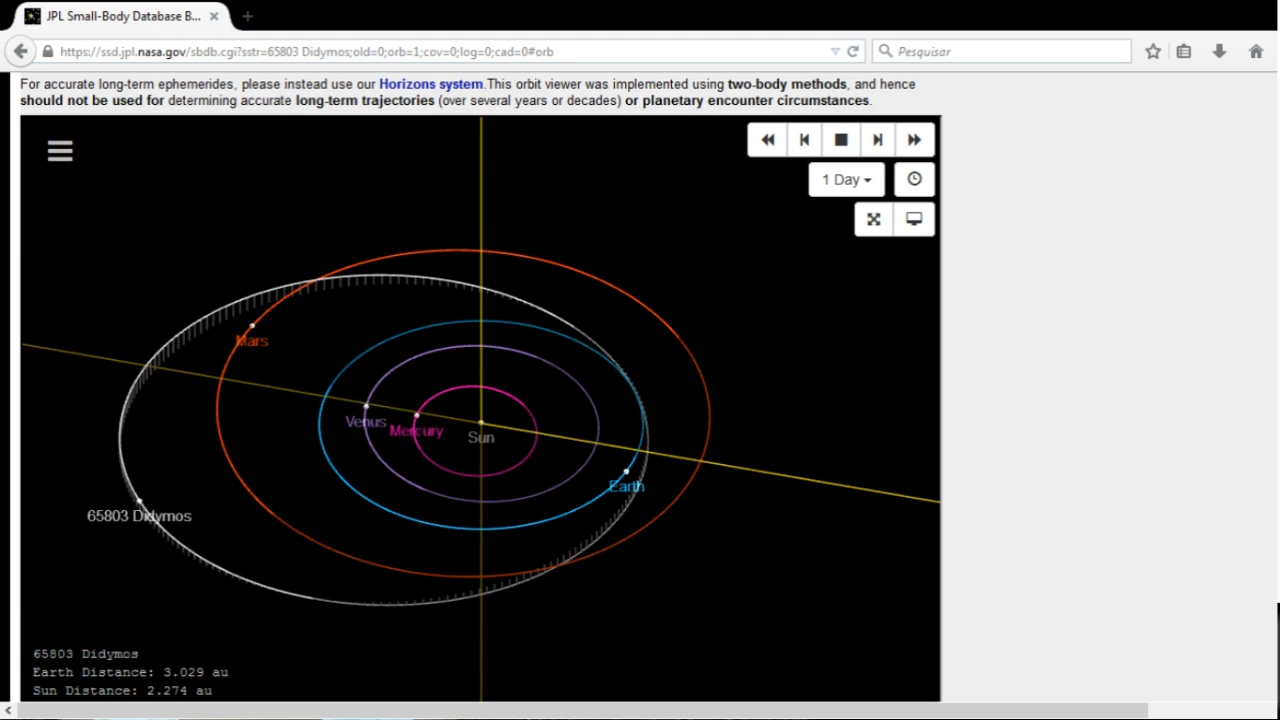 JPL Small-Body Database B...
https://ssd.jpl.nasa.gov/sbdb.cgi?sstr=65803 Didymos;old=0;orb=1;cov=0;log=0;cad=0#orb
Pesquisar
For accurate long-term ephemerides, please instead use our Horizons system.This orbit viewer was implemented using two-body methods, and hence
should not be used for determining accurate long-term trajectories (over several years or decades) or planetary encounter circumstances.
1 Day
Mars
Venus
Mercury
Sun
Earth
65803 Didymos
65803 Didymos
Earth Distance: 3.029 au
Sun Distance: 2.274 au